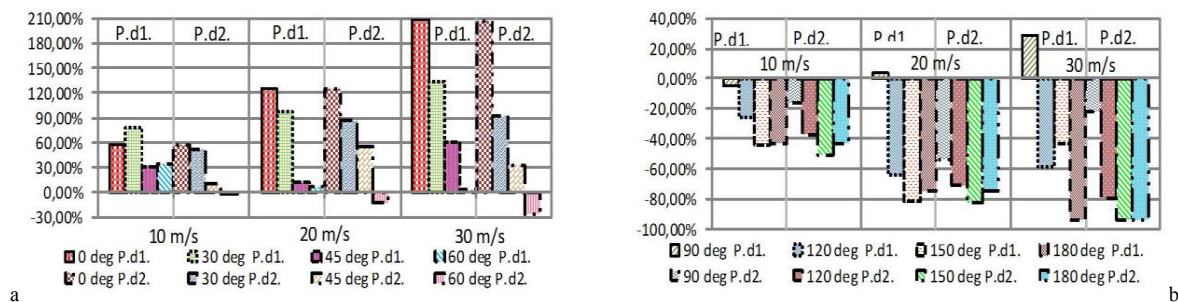 210,00%
180,00%
150,00%
120,00%
90,00%
60,00%
30,00%
0,00%
-30,00%
P.d1. P.d2. P.d1. P.d2. P.d1. P.d2.
10 m/s 20 m/s 30 m/s
0 deg P.d1. 30 deg P.d1. 45 deg P.d1. 60 deg P.d1.
0 deg P.d2. 30 deg P.d2. 45 deg P.d2. 60 deg P.d2.
a
40,00%
20,00%
0,00%
-20,00%
-40,00%
-60,00%
-80,00%
-100,00%
P.d1. P.d2. P.d1. P.d2. P.d1. P.d2.
10 m/s 20 m/s 30 m/s
90 deg P.d1. 120 deg P.d1. 150 deg P.d1. 180 deg P.d1.
90 deg P.d2. 120 deg P.d2. 150 deg P.d2. 180 deg P.d2.
b